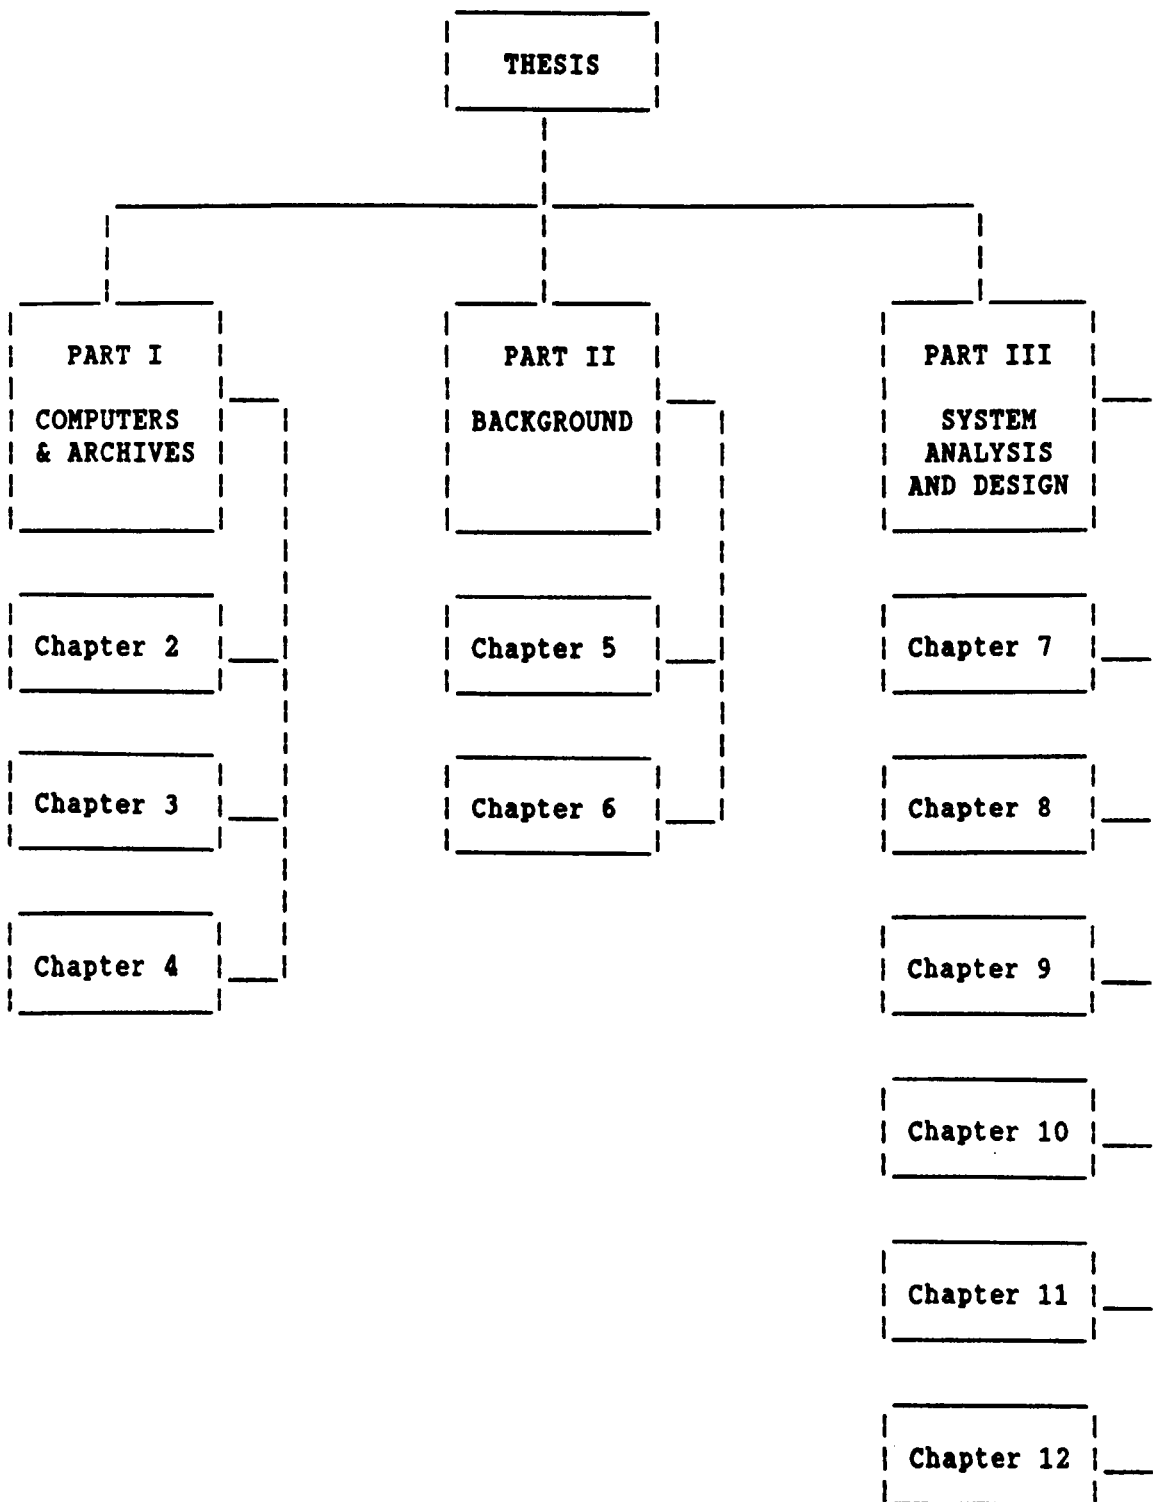 THESIS
PART I
COMPUTERS
& ARCHIVES
Chapter 2
Chapter 3
Chapter 4
PART II
BACKGROUND
Chapter 5
Chapter 6
PART III
SYSTEM
ANALYSIS
AND DESIGN
Chapter 7
Chapter 8
Chapter 9
Chapter 10
Chapter 11
Chapter 12